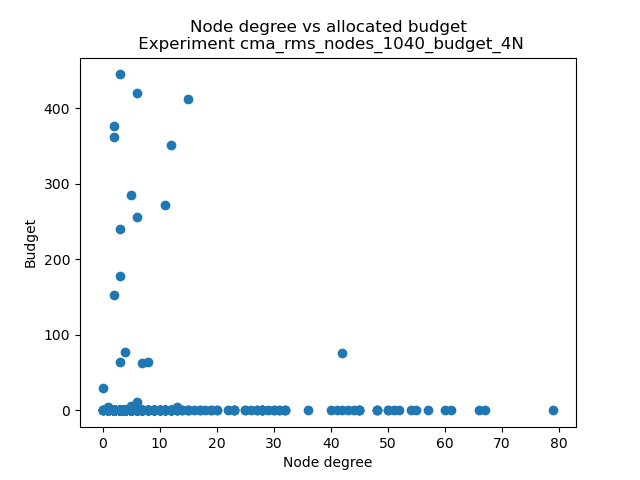 Node degree vs allocated budget
Experiment cma_rms_nodes_1040_budget_4N
400
300
200
100
0
Budget
0 10 20 30 40 50 60 70 80
Node degree